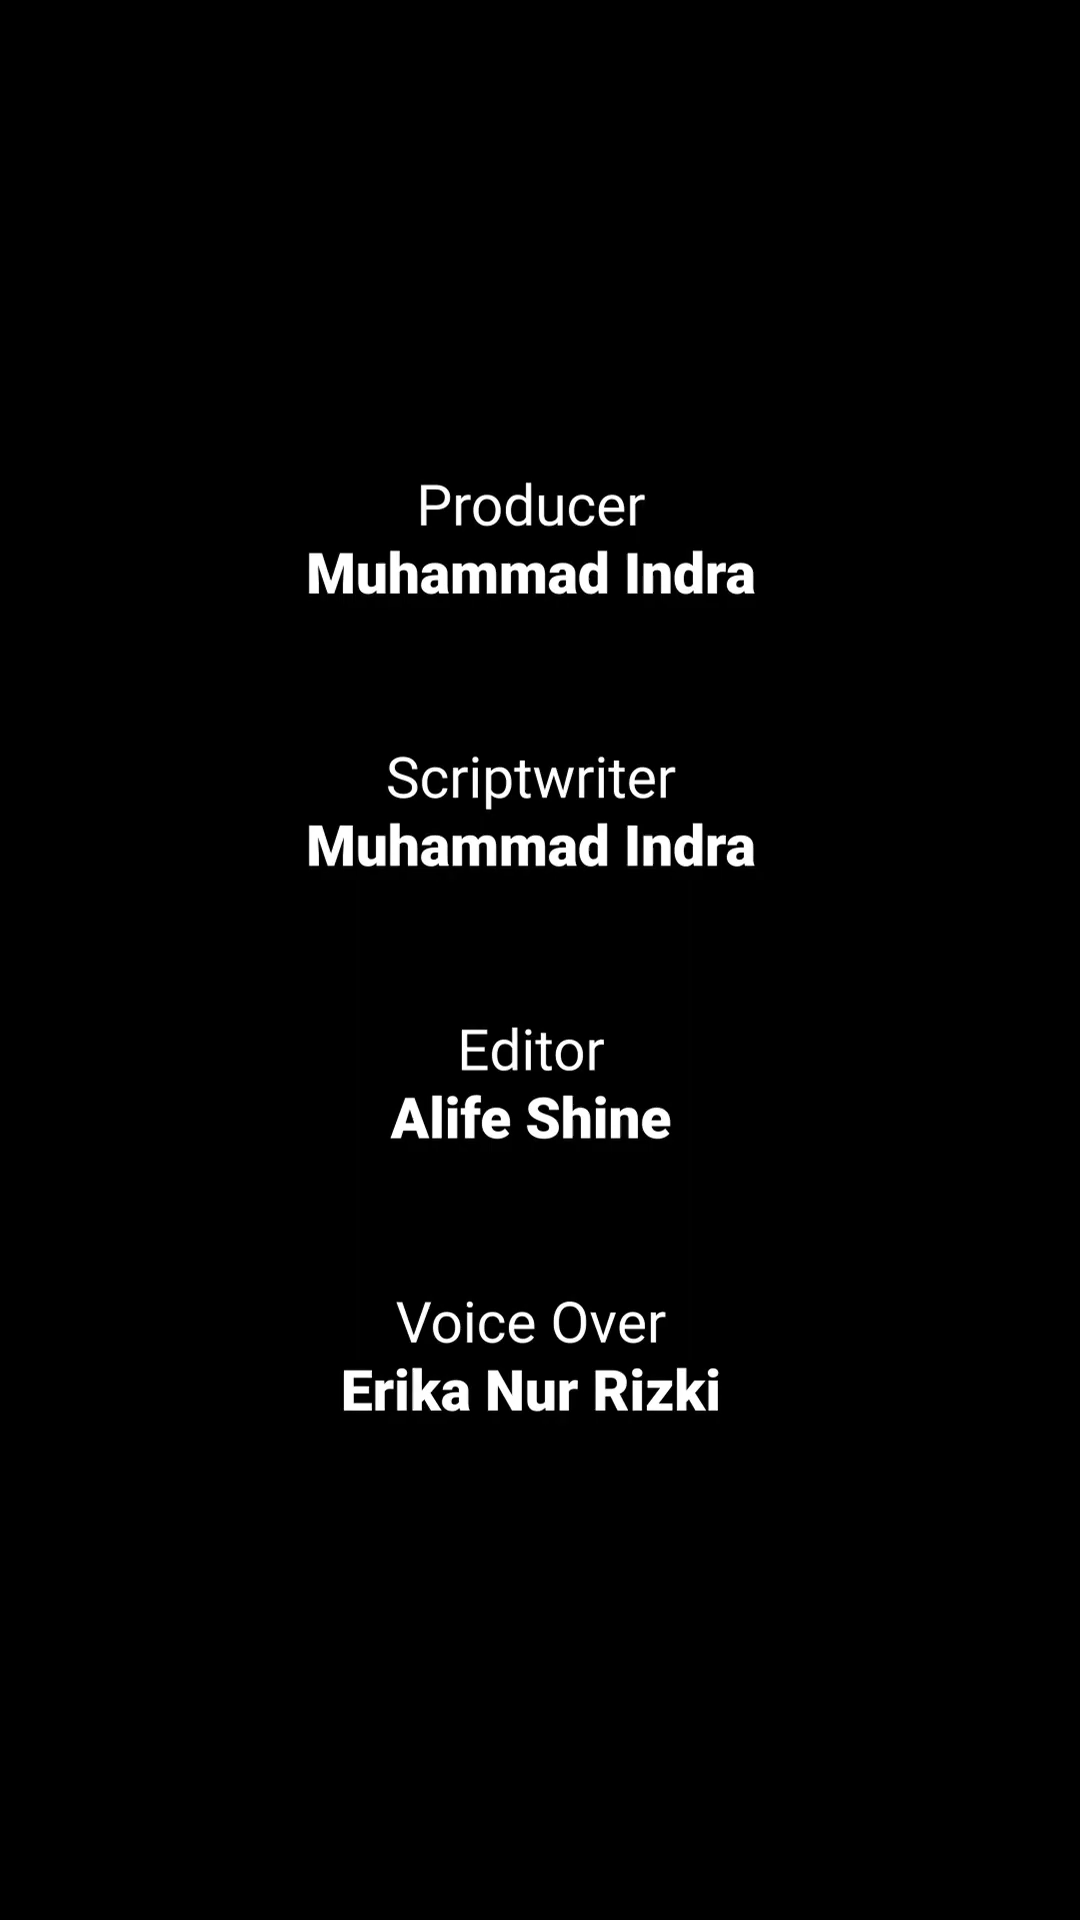 Producer
Muhammad Indra
Scriptwriter
Muhammad Indra
Editor
Alife Shine
Voice Over
Erika Nur Rizki